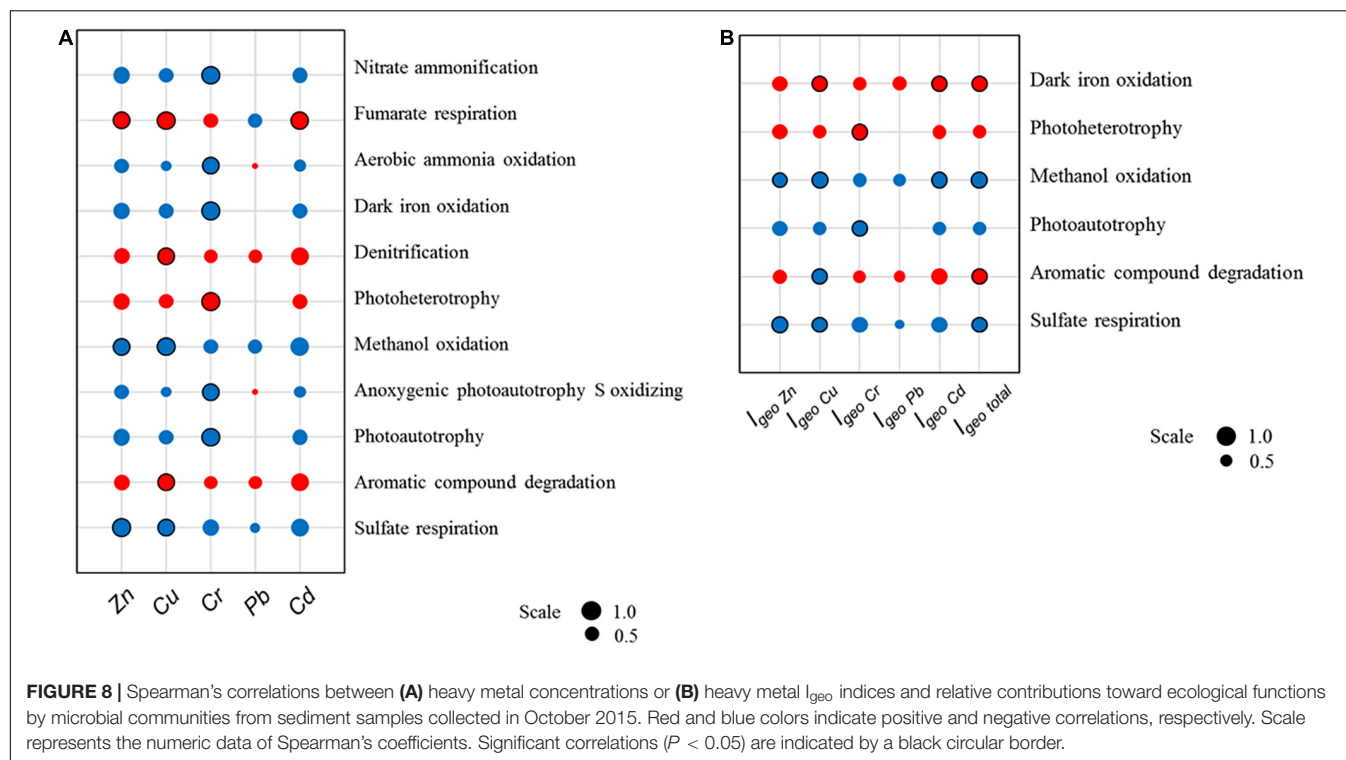 A
Nitrate ammonification
Fumarate respiration
Aerobic ammonia oxidation
Dark iron oxidation
Denitrification
Photoheterotrophy
Methanol oxidation
Anoxygenic photoautotrophy S oxidizing
Photoautotrophy
Aromatic compound degradation
Sulfate respiration
Zn Cu Cr Pb Cd
Scale 1.0
0.5
B
Dark iron oxidation
Photoheterotrophy
Methanol oxidation
Photoautotrophy
Aromatic compound degradation
Sulfate respiration
Igeo Zn Igeo Cu Igeo Cr Igeo Pb Igeo Cd Igeo total
Scale 1.0
0.5
FIGURE 8 | Spearman's correlations between (A) heavy metal concentrations or (B) heavy metal Igeo indices and relative contributions toward ecological functions
by microbial communities from sediment samples collected in October 2015. Red and blue colors indicate positive and negative correlations, respectively. Scale
represents the numeric data of Spearman's coefficients. Significant correlations (P < 0.05) are indicated by a black circular border.